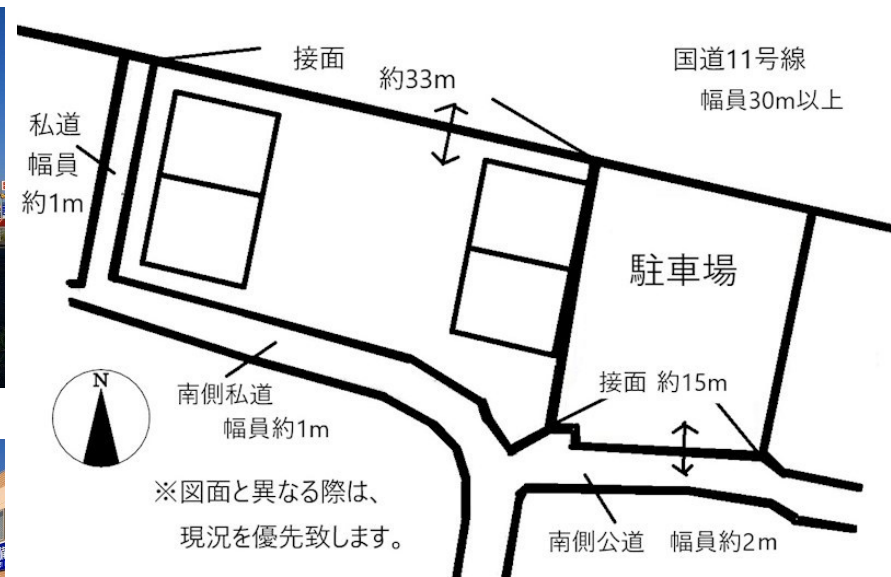 接面
約33m
国道11号線
幅員30m以上
私道
幅員
約1m
駐車場
接面 約15m
N
南側私道
幅員約1m
※図面と異なる際は、
現況を優先致します。
南側公道 幅員約2m